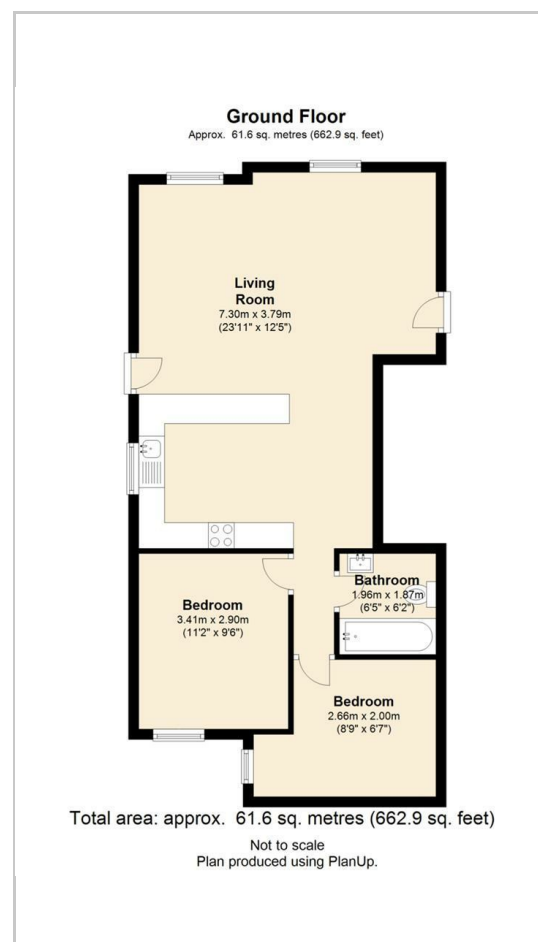 Ground Floor
Approx. 61.6 sq. metres (662.9 sq. feet)
Living
Room
7.30m x 3.79m
(23'11" x 12'5")
Bathroom
1.96m x 1.87m
(6'5" x 6'2")
Bedroom
3.41m x 2.90m
(11'2" x 9'6")
Bedroom
2.66m x 2.00m
(8'9" x 6'7")
Total area: approx. 61.6 sq. metres (662.9 sq. feet)
Not to scale
Plan produced using PlanUp.